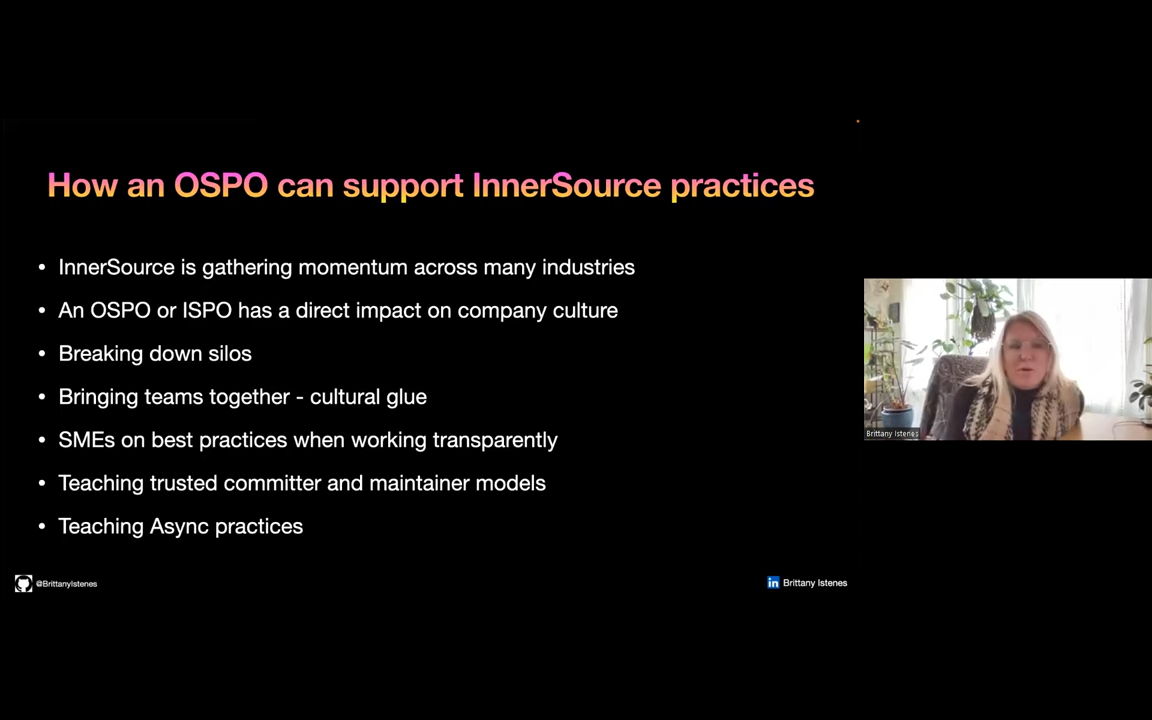 How an OSPO can support InnerSource practices
• InnerSource is gathering momentum across many industries
• An OSPO or ISPO has a direct impact on company culture
• Breaking down silos
• Bringing teams together - cultural glue
• SMEs on best practices when working transparently
• Teaching trusted committer and maintainer models
• Teaching Async practices
@BrittanyIstenes
in Brittany Istenes
Brittany Istenes